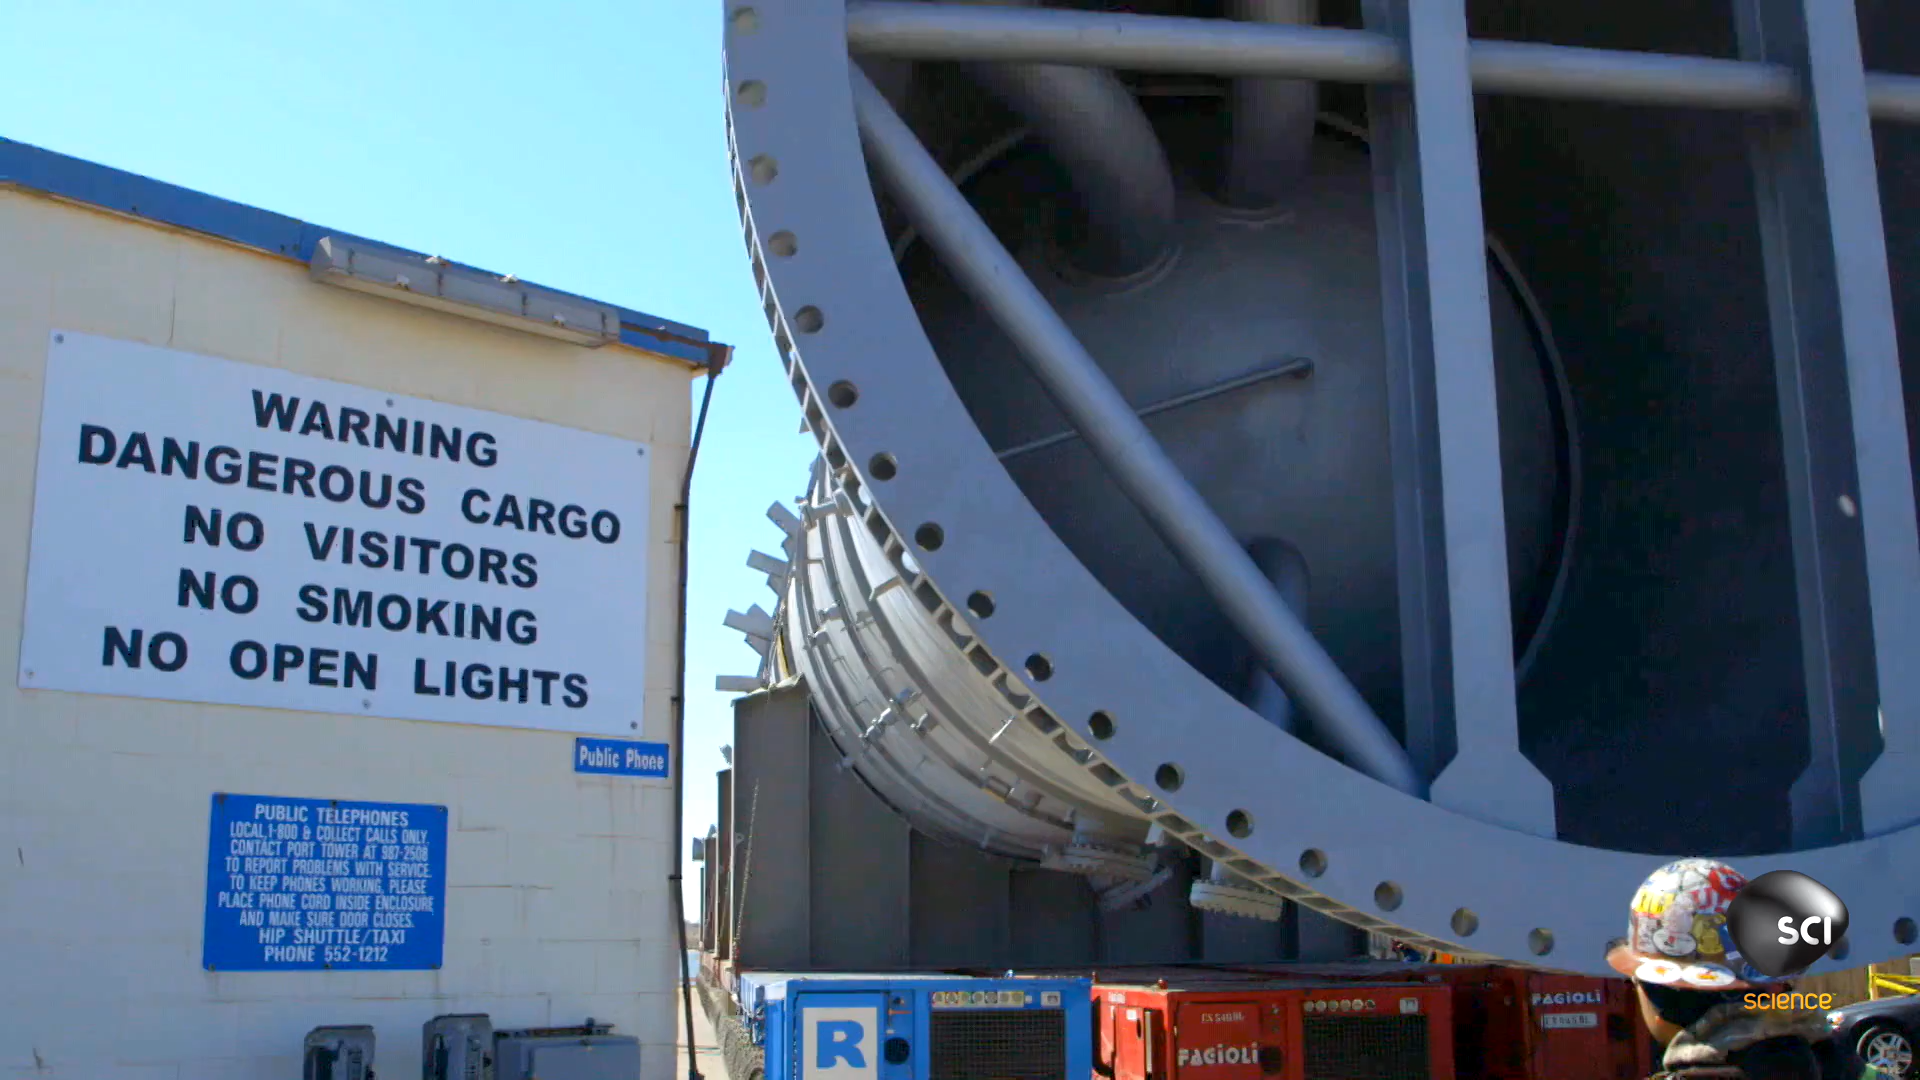 WARNING
DANGEROUS CARGO
NO VISITORS
NO SMOKING
NO OPEN LIGHTS
Public Phone
PUBLIC TELEPHONES
LOCAL,1-800 & COLLECT CALLS ONLY.
CONTACT PORT TOWER AT 987-2508
TO REPORT PROBLEMS WITH SERVICE.
TO KEEP PHONES WORKING, PLEASE
PLACE PHONE CORD INSIDE ENCLOSURE
AND MAKE SURE DOOR CLOSES.
HIP SHUTTLE/TAXI
PHONE 552-1212
R
FAGIOLI
FAGIOLI
SCI
science